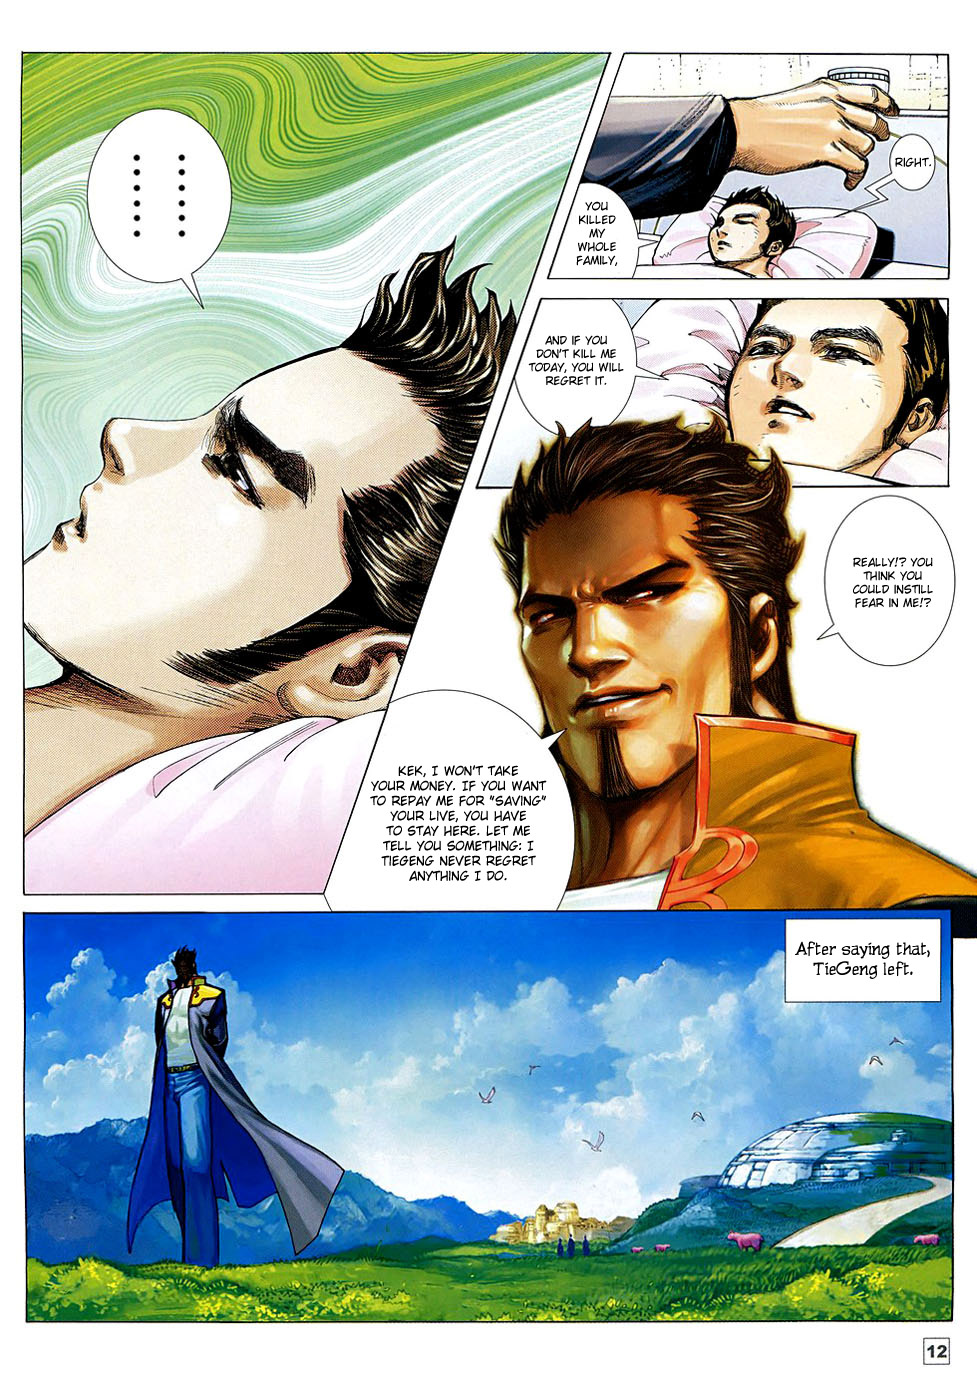 ⋮⋮
YOU
KILLED
MY
WHOLE
FAMILY,
RIGHT.
AND IF YOU
DON'T KILL ME
TODAY, YOU WILL
REGRET IT.
REALLY!? YOU
THINK YOU
COULD INSTILL
FEAR IN ME!?
KEK, I WON'T TAKE
YOUR MONEY. IF YOU WANT
TO REPAY ME FOR "SAVING"
YOUR LIVE, YOU HAVE
TO STAY HERE. LET ME
TELL YOU SOMETHING: I
TIEGENG NEVER REGRET
ANYTHING I DO.
After saying that,
TieGeng left.
12